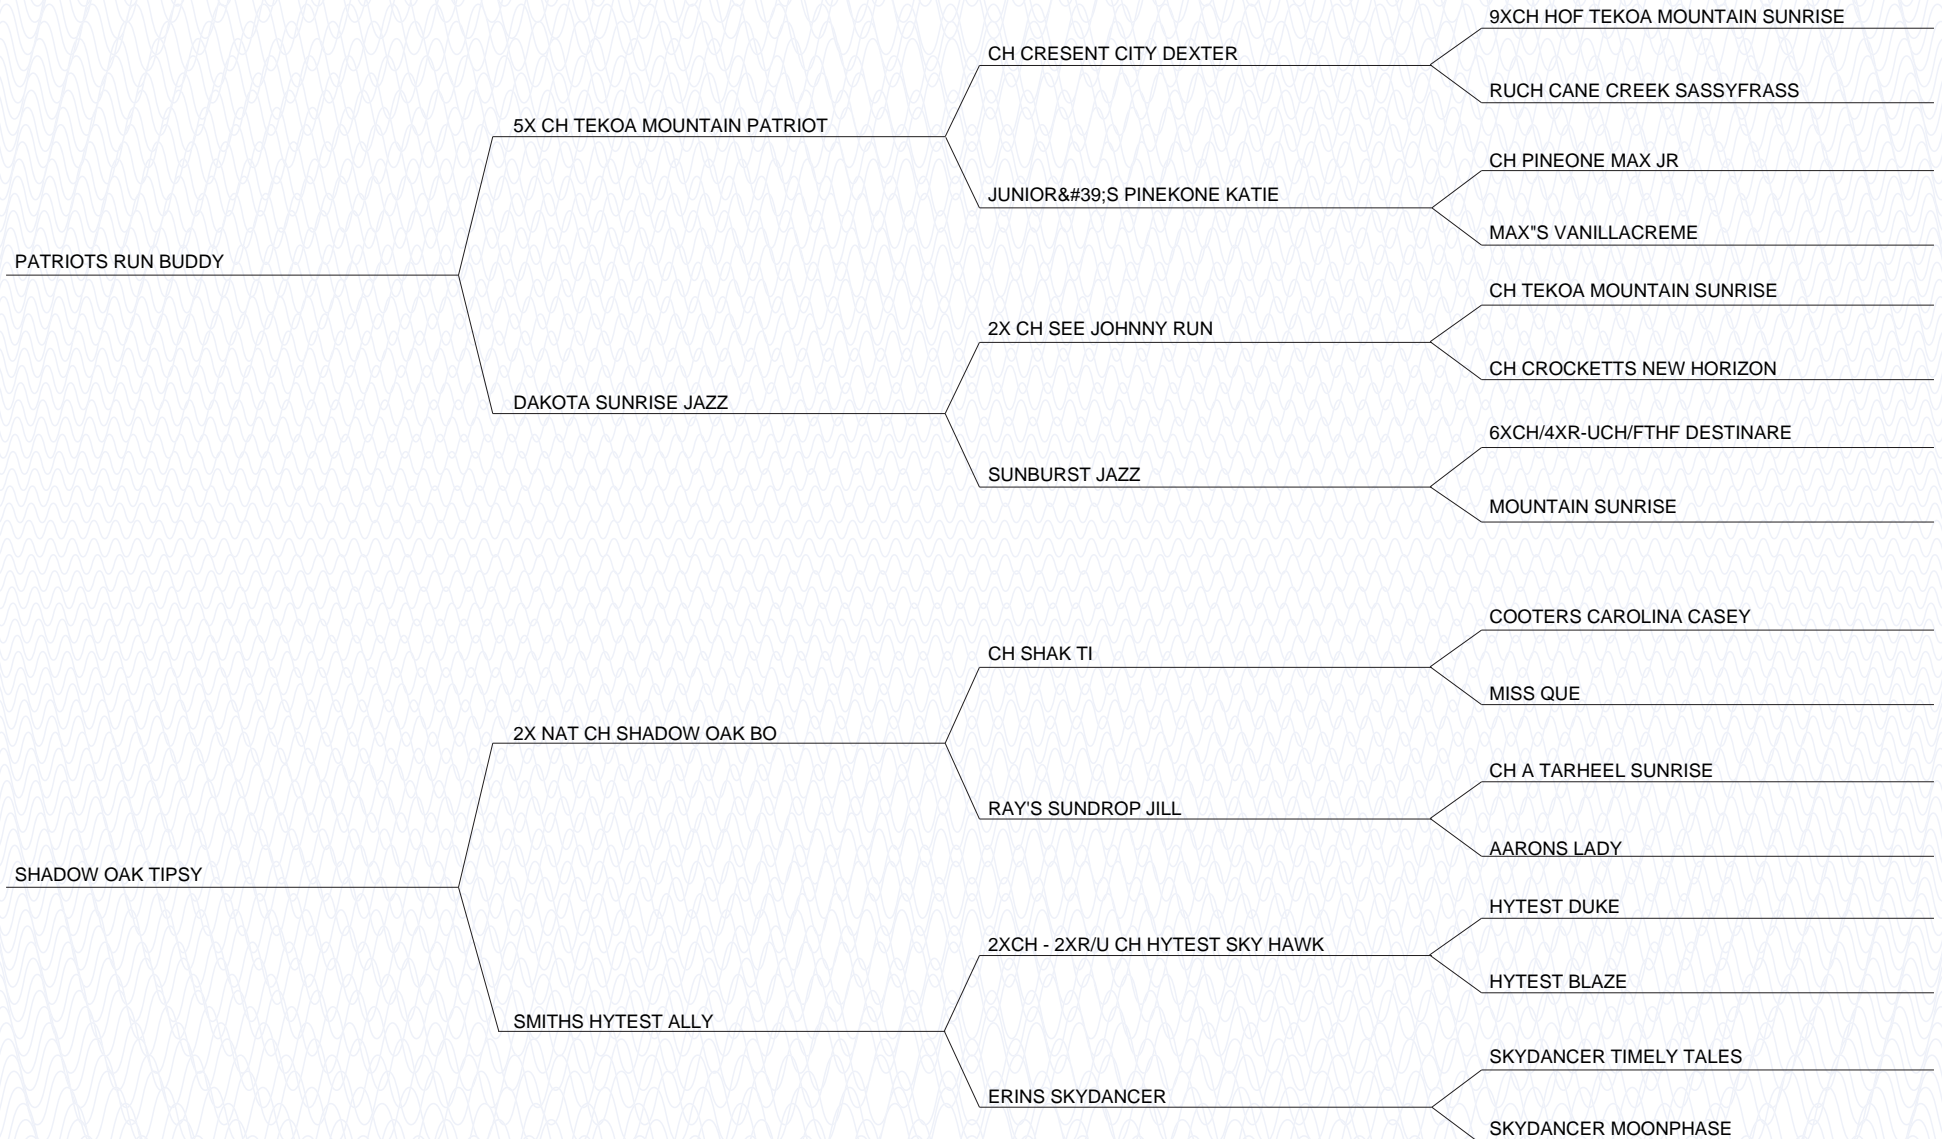 9XCH HOF TEKOA MOUNTAIN SUNRISE
CH CRESENT CITY DEXTER
RUCH CANE CREEK SASSYFRASS
5X CH TEKOA MOUNTAIN PATRIOT
CH PINEONE MAX JR
JUNIOR&#39;S PINEKONE KATIE
MAX"S VANILLACREME
PATRIOTS RUN BUDDY
CH TEKOA MOUNTAIN SUNRISE
2X CH SEE JOHNNY RUN
CH CROCKETTS NEW HORIZON
DAKOTA SUNRISE JAZZ
6XCH/4XR-UCH/FTHF DESTINARE
SUNBURST JAZZ
MOUNTAIN SUNRISE
COOTERS CAROLINA CASEY
CH SHAK TI
MISS QUE
2X NAT CH SHADOW OAK BO
CH A TARHEEL SUNRISE
RAY'S SUNDROP JILL
AARONS LADY
SHADOW OAK TIPSY
HYTEST DUKE
2XCH - 2XR/U CH HYTEST SKY HAWK
HYTEST BLAZE
SMITHS HYTEST ALLY
SKYDANCER TIMELY TALES
ERINS SKYDANCER
SKYDANCER MOONPHASE